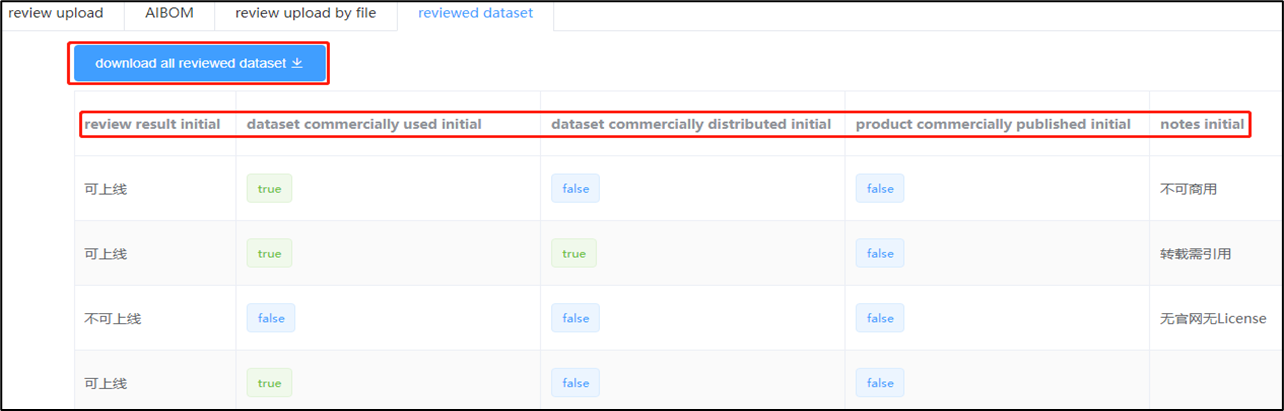 review upload AIBOM review upload by file reviewed dataset
download all reviewed dataset
review result initial dataset commercially used initial dataset commercially distributed initial product commercially published initial notes initial
可上线 true false false 不可商用
可上线 true true false 转载需引用
不可上线 false false false 无官网无License
可上线 true false false